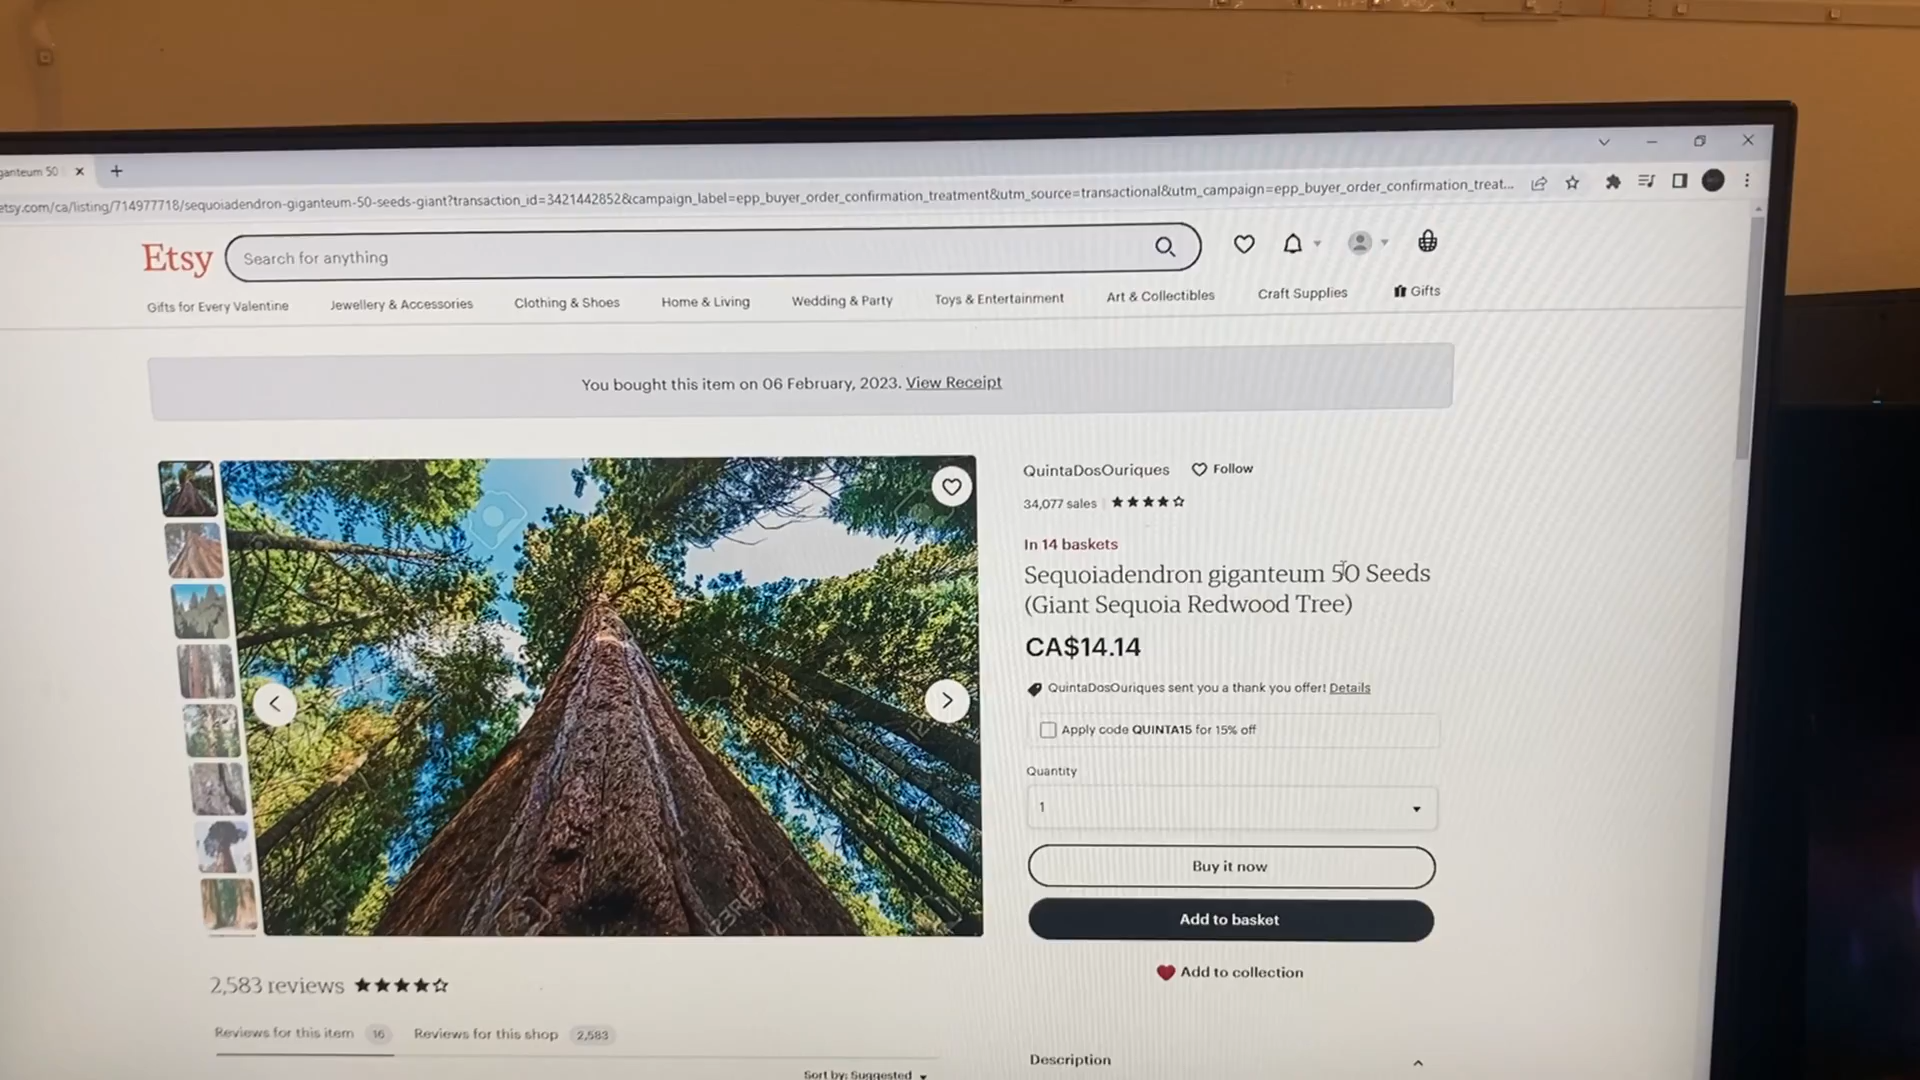 ganteum 50
etsy.com/ca/listing/714977718/sequoiadendron-giganteum-50-seeds-giant?transaction_id=3421442852&campaign_label=epp_buyer_order_confirmation_treatment&utm_source=transactional&utm_campaign=epp_buyer_order_confirmation_treat...
Etsy
Search for anything
Gifts for Every Valentine
Jewellery & Accessories
Clothing & Shoes
Home & Living
Wedding & Party
Toys & Entertainment
Art & Collectibles
Craft Supplies
Gifts
You bought this item on 06 February, 2023. View Receipt
QuintaDosOuriques
Follow
34,077 sales
In 14 baskets
Sequoiadendron giganteum 50 Seeds
(Giant Sequoia Redwood Tree)
CA$14.14
QuintaDosOuriques sent you a thank you offer! Details
Apply code QUINTA15 for 15% off
Quantity
1
Buy it now
Add to basket
Add to collection
2,583 reviews
Reviews for this item 16
Reviews for this shop 2,583
Sort by: Suggested
Description